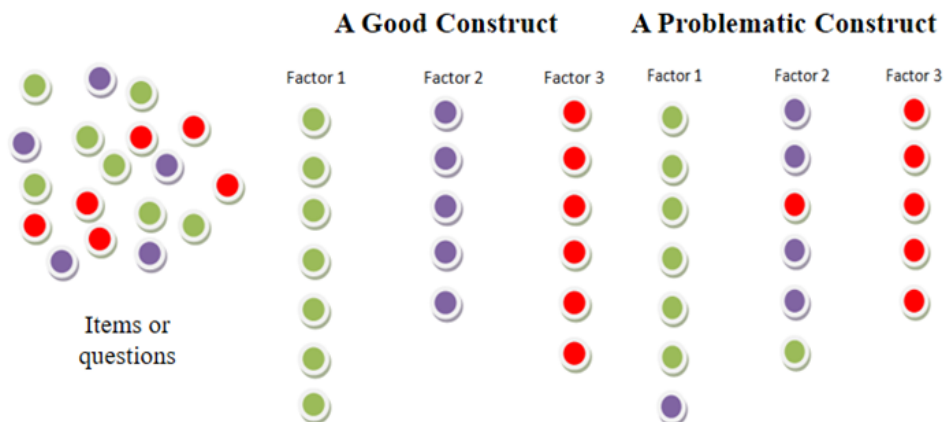 A Good Construct
A Problematic Construct
Factor 1
Factor 2
Factor 3
Factor 1
Factor 2
Factor 3
Items or
questions